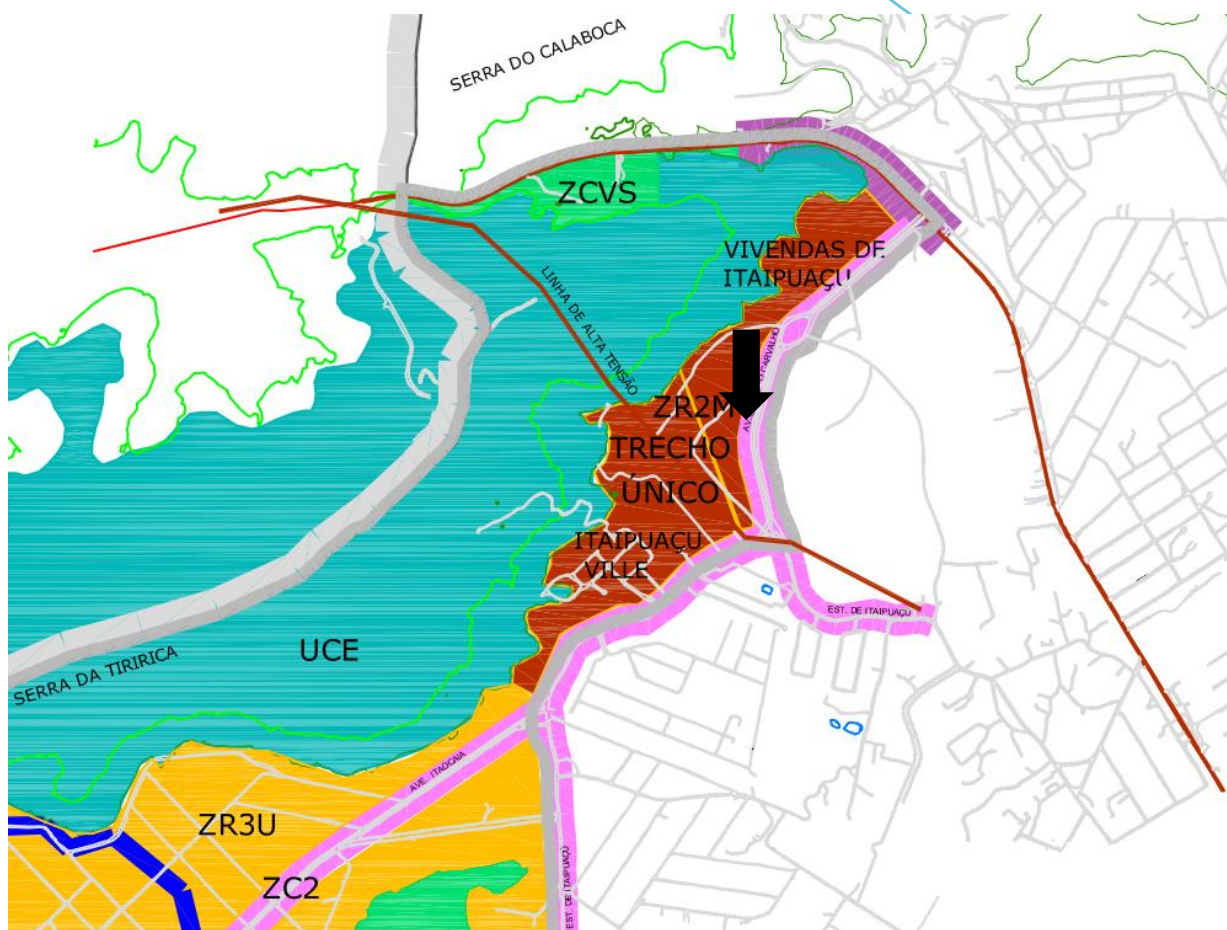 SERRA DO CALABOCA
ZCVS
VIVENDAS DE
ITAIPUAÇU
LINHA DE ALTA TENSÃO
CARVALHO
ZR2M
TRECHO
ÚNICO
ITAIPUAÇU
VILLE
EST. DE ITAIPUAÇU
UCE
SERRA DA TIRIRICA
AVE. ITAOCAIA
ZR3U
ZC2
EST. DE ITAIPUAÇU